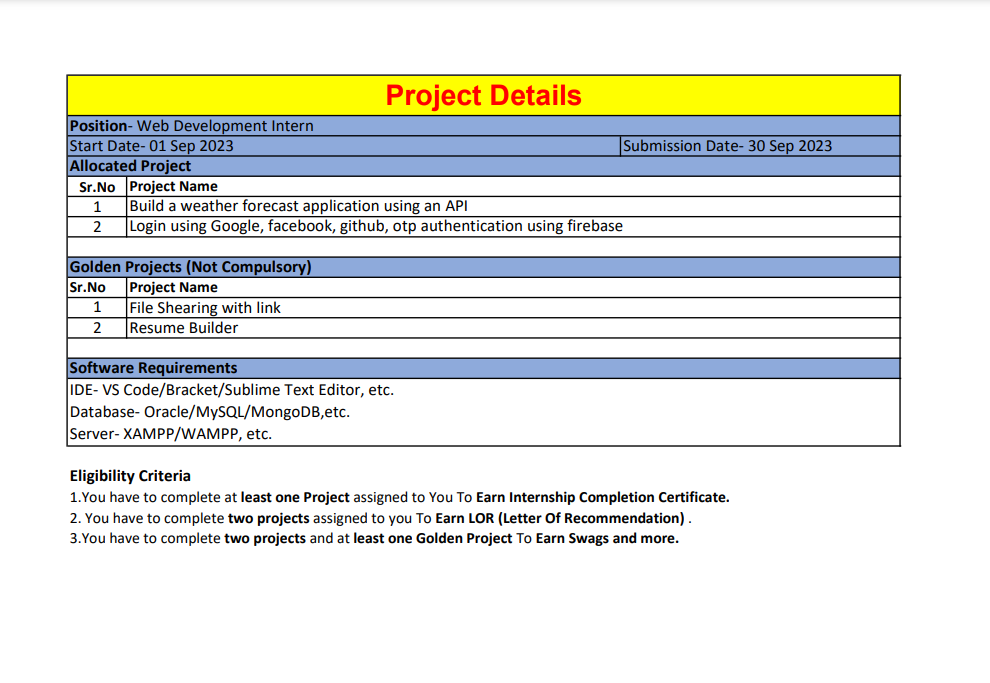 Project Details
Position- Web Development Intern
Start Date- 01 Sep 2023 Submission Date- 30 Sep 2023
Allocated Project
Sr.No Project Name
1 Build a weather forecast application using an API
2 Login using Google, facebook, github, otp authentication using firebase
Golden Projects (Not Compulsory)
Sr.No Project Name
1 File Shearing with link
2 Resume Builder
Software Requirements
IDE- VS Code/Bracket/Sublime Text Editor, etc.
Database- Oracle/MySQL/MongoDB,etc.
Server- XAMPP/WAMPP, etc.
Eligibility Criteria
1.You have to complete at least one Project assigned to You To Earn Internship Completion Certificate.
2. You have to complete two projects assigned to you To Earn LOR (Letter Of Recommendation) .
3.You have to complete two projects and at least one Golden Project To Earn Swags and more.